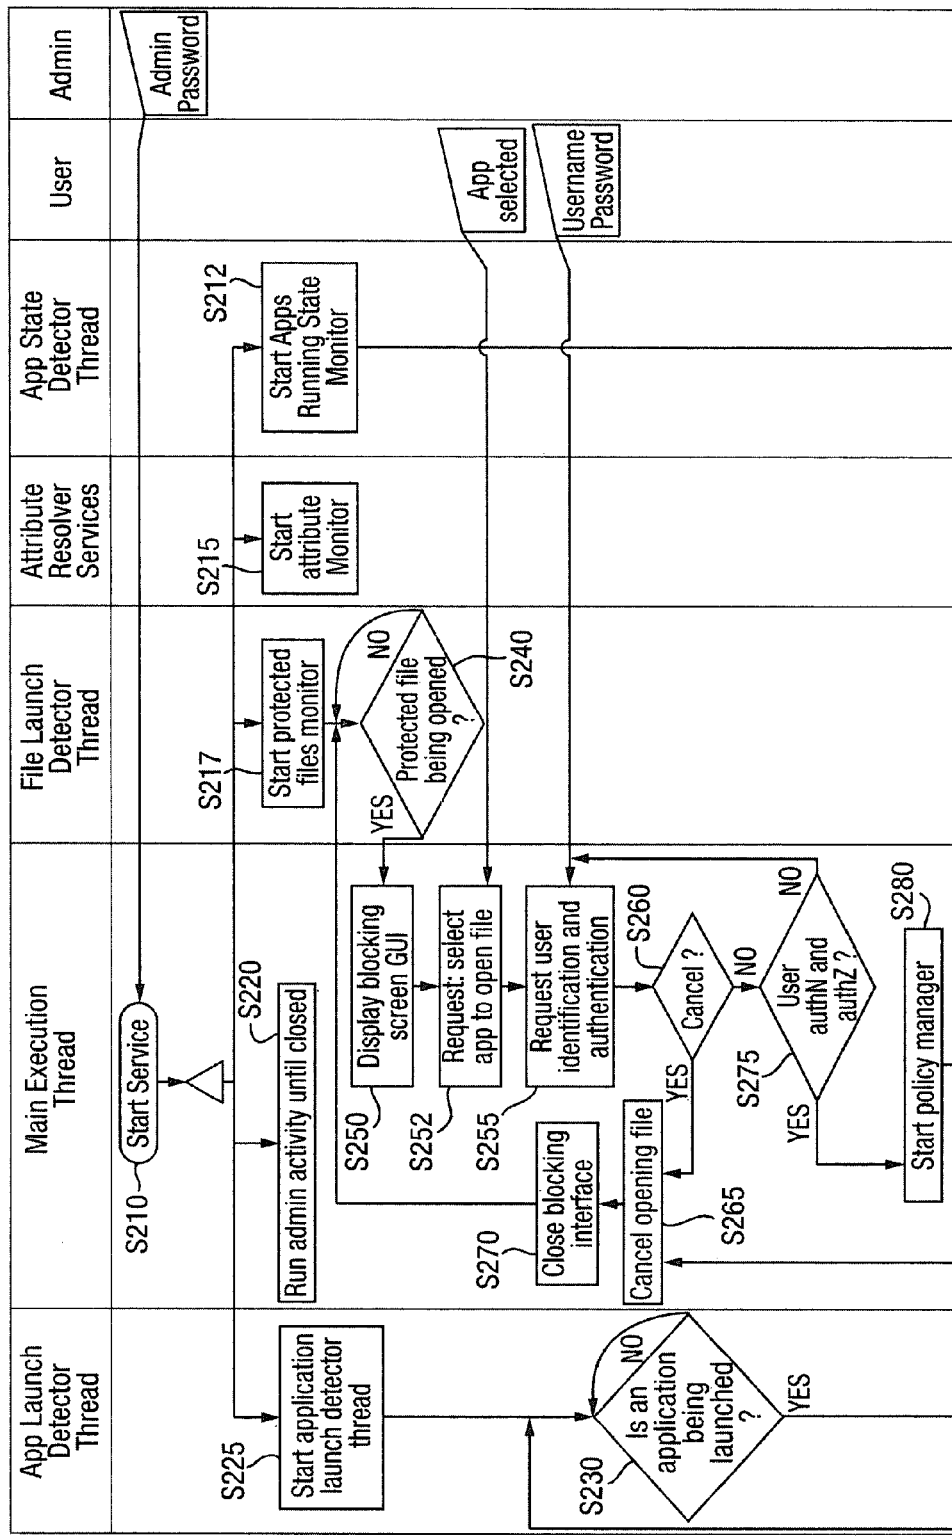 App Launch
Detector
Thread
Main Execution
Thread
File Launch
Detector
Thread
Attribute
Resolver
Services
App State
Detector
Thread
User
Admin
Admin
Password
S210
Start Service
S225
Start application
launch detector
thread
S220
Run admin activity until closed
S217
Start protected
files monitor
S215
Start
attribute
Monitor
S212
Start Apps
Running State
Monitor
NO
Protected file
being opened
?
S240
YES
S250
Display blocking
screen GUI
S252
Request: select
app to open file
App
selected
S255
Request user
identification and
authentication
Username
Password
S260
Cancel ?
YES
NO
S270
Close blocking
interface
Cancel opening file
S265
S275
User
authN and
authZ ?
NO
YES
S280
Start policy manager
S230
Is an
application
being
launched
?
NO
YES